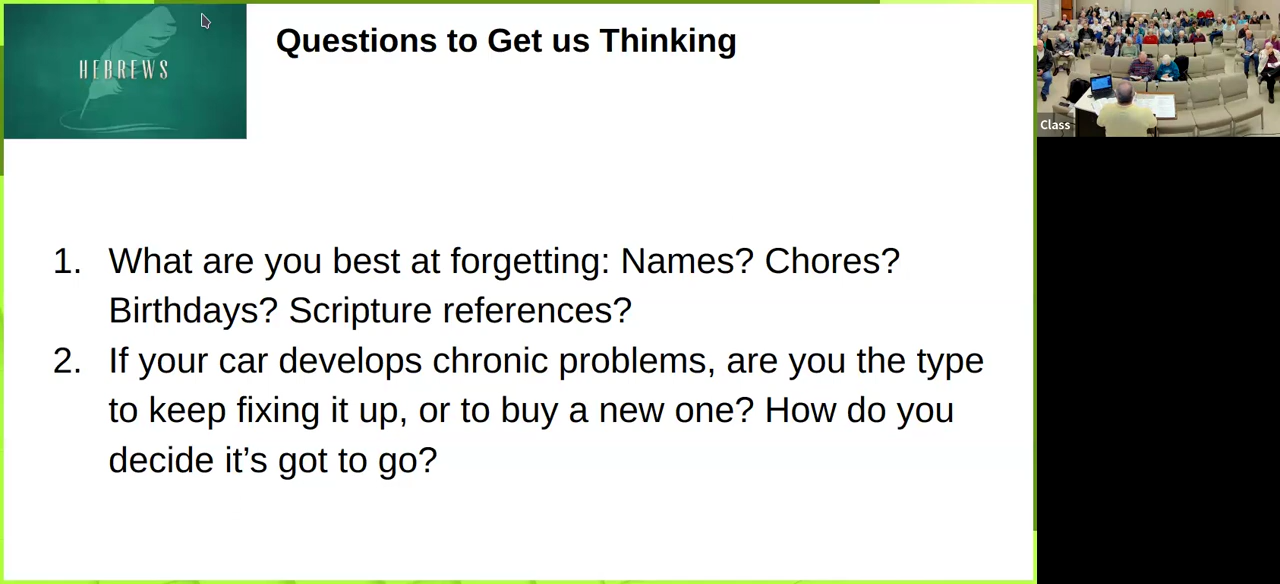 HEBREWS
Questions to Get us Thinking
1. What are you best at forgetting: Names? Chores?
Birthdays? Scripture references?
2. If your car develops chronic problems, are you the type
to keep fixing it up, or to buy a new one? How do you
decide it’s got to go?
Class